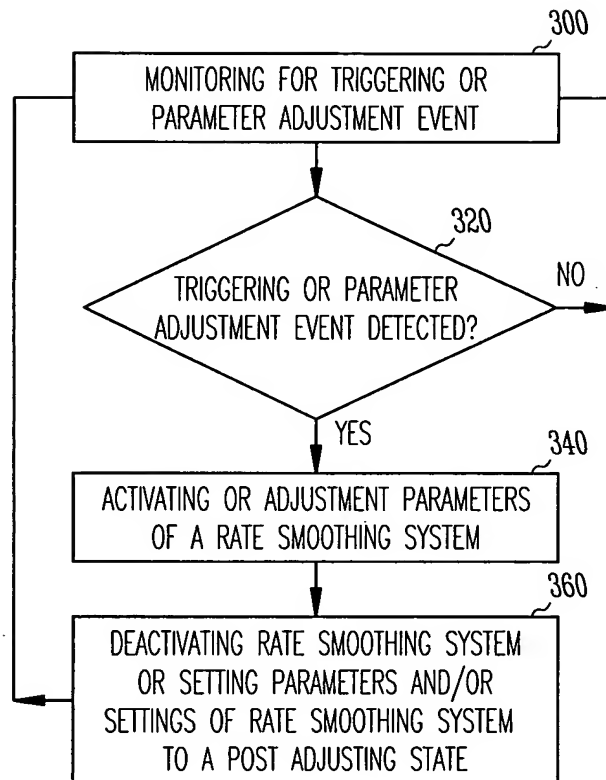 300
MONITORING FOR TRIGGERING OR
PARAMETER ADJUSTMENT EVENT
320
TRIGGERING OR PARAMETER
ADJUSTMENT EVENT DETECTED?
NO
YES
340
ACTIVATING OR ADJUSTMENT PARAMETERS
OF A RATE SMOOTHING SYSTEM
360
DEACTIVATING RATE SMOOTHING SYSTEM
OR SETTING PARAMETERS AND/OR
SETTINGS OF RATE SMOOTHING SYSTEM
TO A POST ADJUSTING STATE